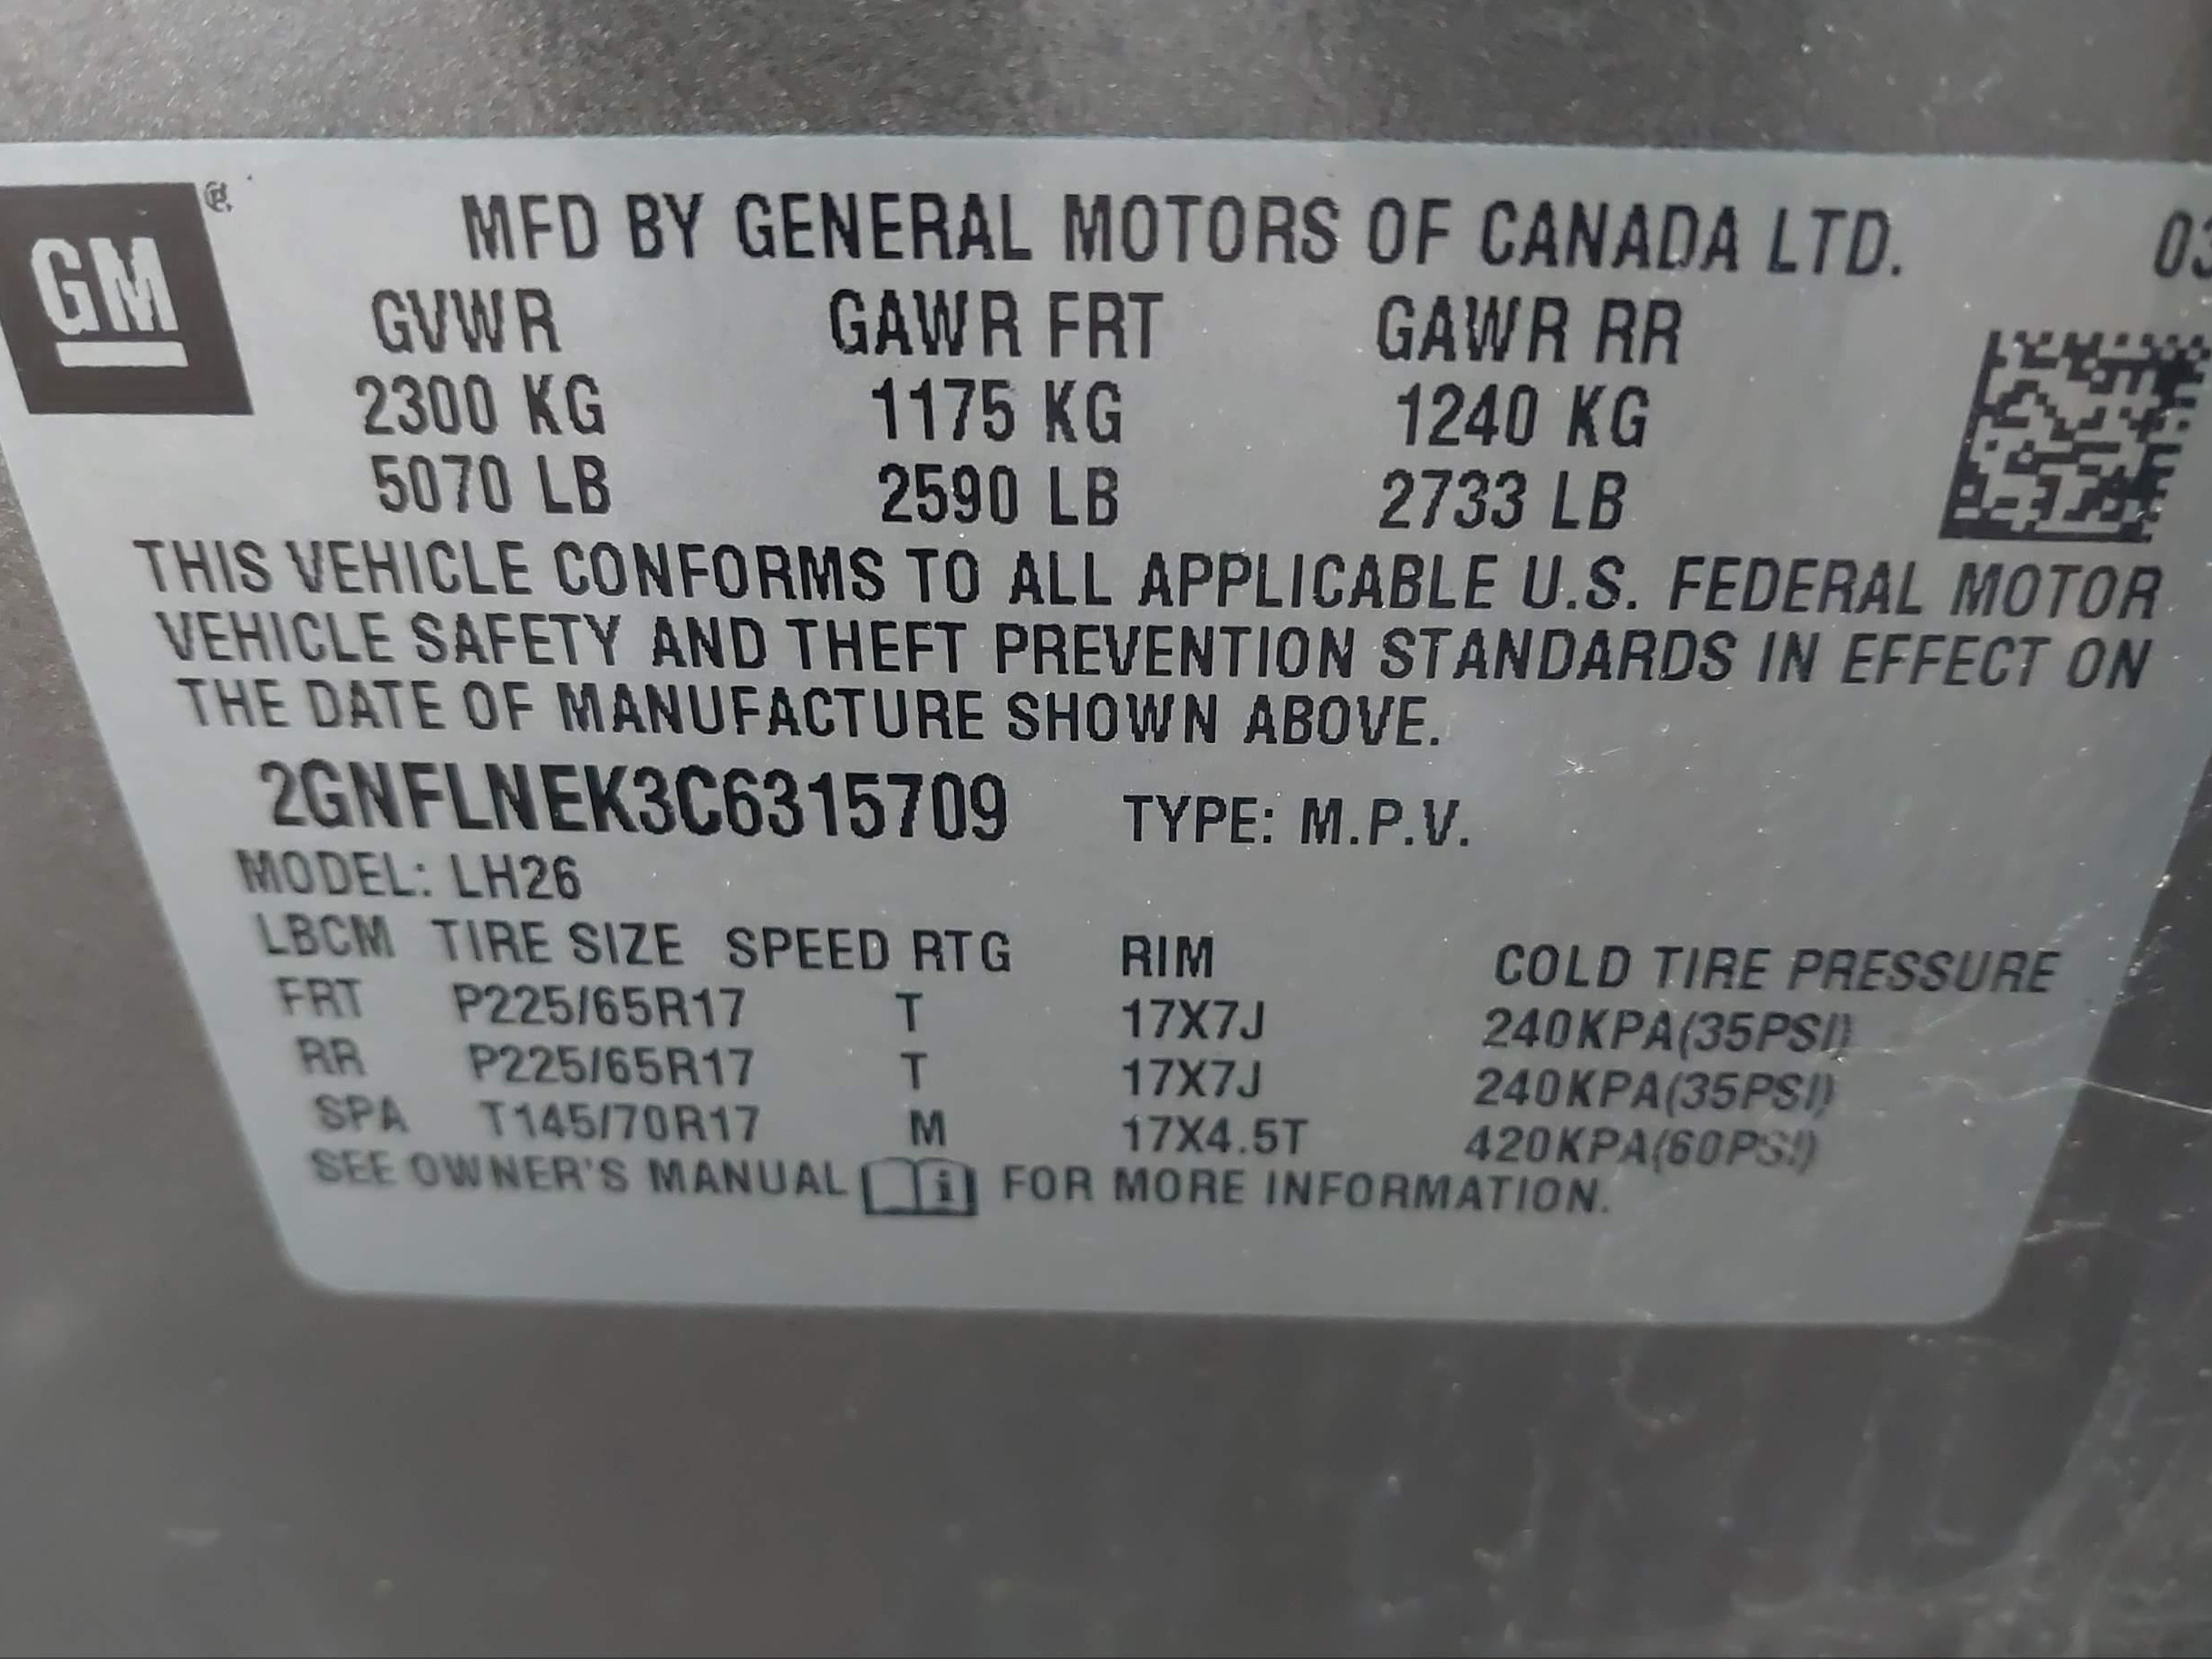 GM ®
MFD BY GENERAL MOTORS OF CANADA LTD. 03
GVWR GAWR FRT GAWR RR
2300 KG 1175 KG 1240 KG
5070 LB 2590 LB 2733 LB
THIS VEHICLE CONFORMS TO ALL APPLICABLE U.S. FEDERAL MOTOR
VEHICLE SAFETY AND THEFT PREVENTION STANDARDS IN EFFECT ON
THE DATE OF MANUFACTURE SHOWN ABOVE.
2GNFLNEK3C6315709 TYPE: M.P.V.
MODEL: LH26
LBCM TIRE SIZE SPEED RTG RIM COLD TIRE PRESSURE
FRT P225/65R17 T 17X7J 240KPA(35PSI)
RR P225/65R17 T 17X7J 240KPA(35PSI)
SPA T145/70R17 M 17X4.5T 420KPA(60PSI)
SEE OWNER'S MANUAL FOR MORE INFORMATION.